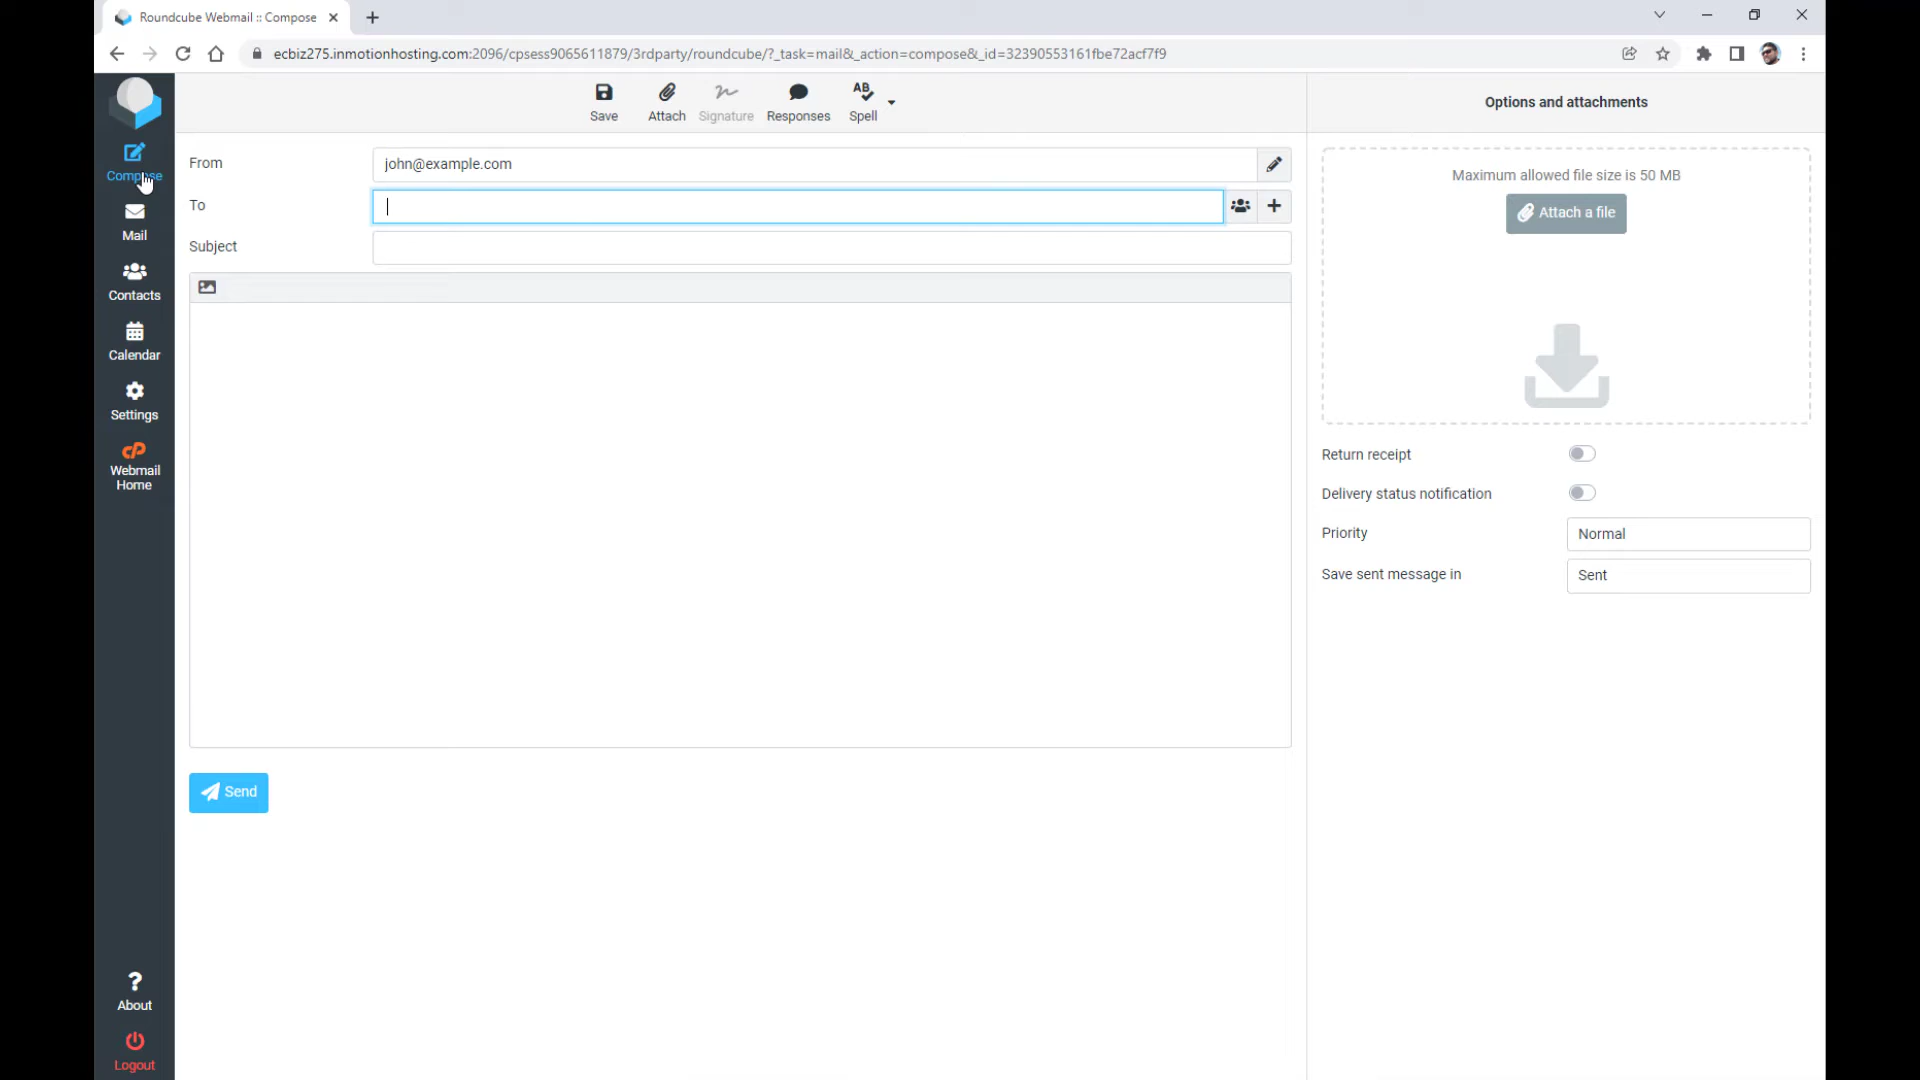 Roundcube Webmail :: Compose
ecbiz275.inmotionhosting.com:2096/cpsess9065611879/3rdparty/roundcube/?_task=mail&_action=compose&_id=32390553161fbe72acf7f9
Save
Attach
Signature
Responses
AB
Spell
Options and attachments
Compose
Mail
Contacts
Calendar
Settings
cP
Webmail
Home
About
Logout
From
john@example.com
To
Subject
Send
Maximum allowed file size is 50 MB
Attach a file
Return receipt
Delivery status notification
Priority
Normal
Save sent message in
Sent